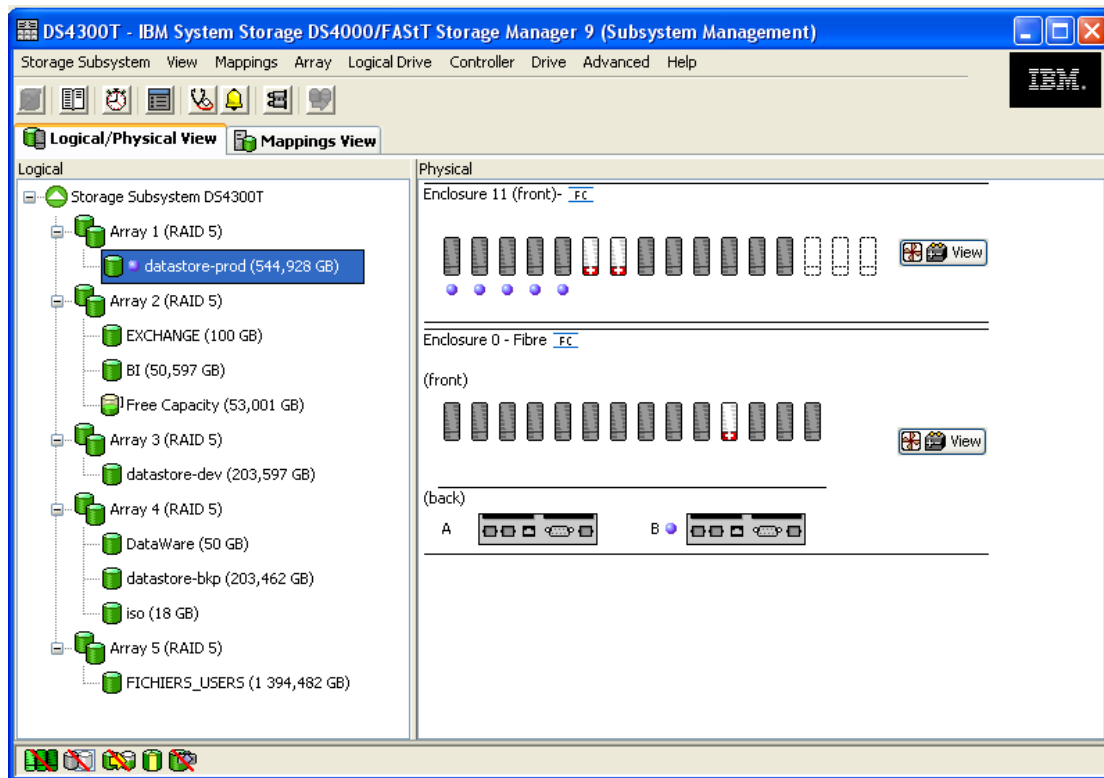 DS4300T - IBM System Storage DS4000/FAStT Storage Manager 9 (Subsystem Management)
Storage Subsystem View Mappings Array Logical Drive Controller Drive Advanced Help
IBM.
Logical/Physical View Mappings View
Logical
Storage Subsystem DS4300T
Array 1 (RAID 5)
datastore-prod (544,928 GB)
Array 2 (RAID 5)
EXCHANGE (100 GB)
BI (50,597 GB)
Free Capacity (53,001 GB)
Array 3 (RAID 5)
datastore-dev (203,597 GB)
Array 4 (RAID 5)
DataWare (50 GB)
datastore-bkp (203,462 GB)
iso (18 GB)
Array 5 (RAID 5)
FICHIERS_USERS (1 394,482 GB)
Physical
Enclosure 11 (front)- FC
View
Enclosure 0 - Fibre FC
(front)
View
(back)
A B